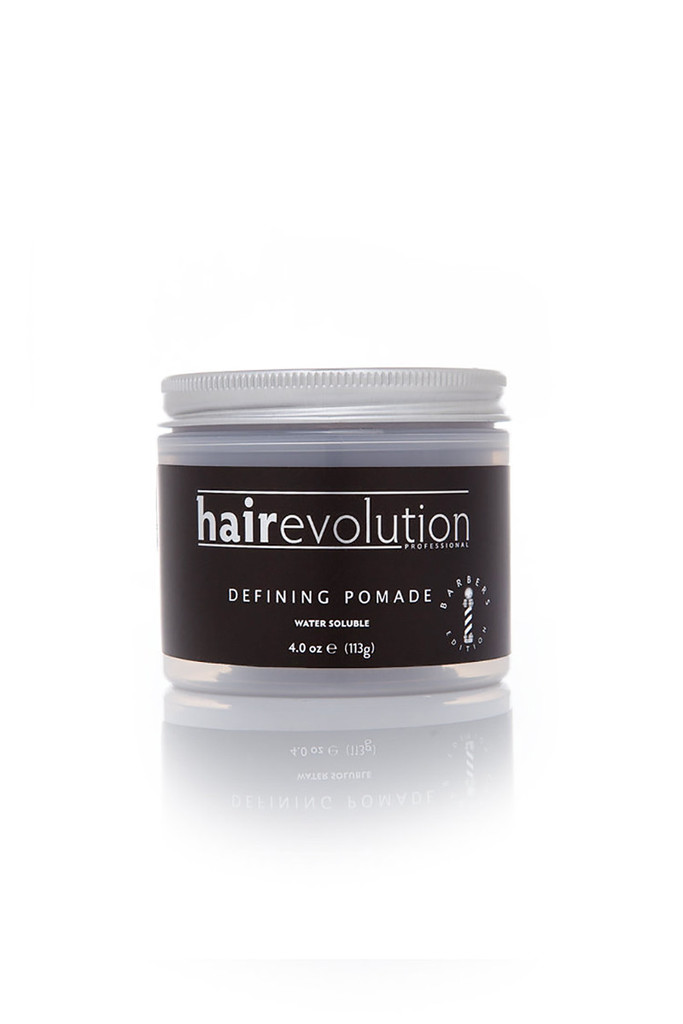 hairevolution
PROFESSIONAL
DEFINING POMADE
WATER SOLUBLE
4.0 oz ℮ (113g)
BARBERS
EDITION